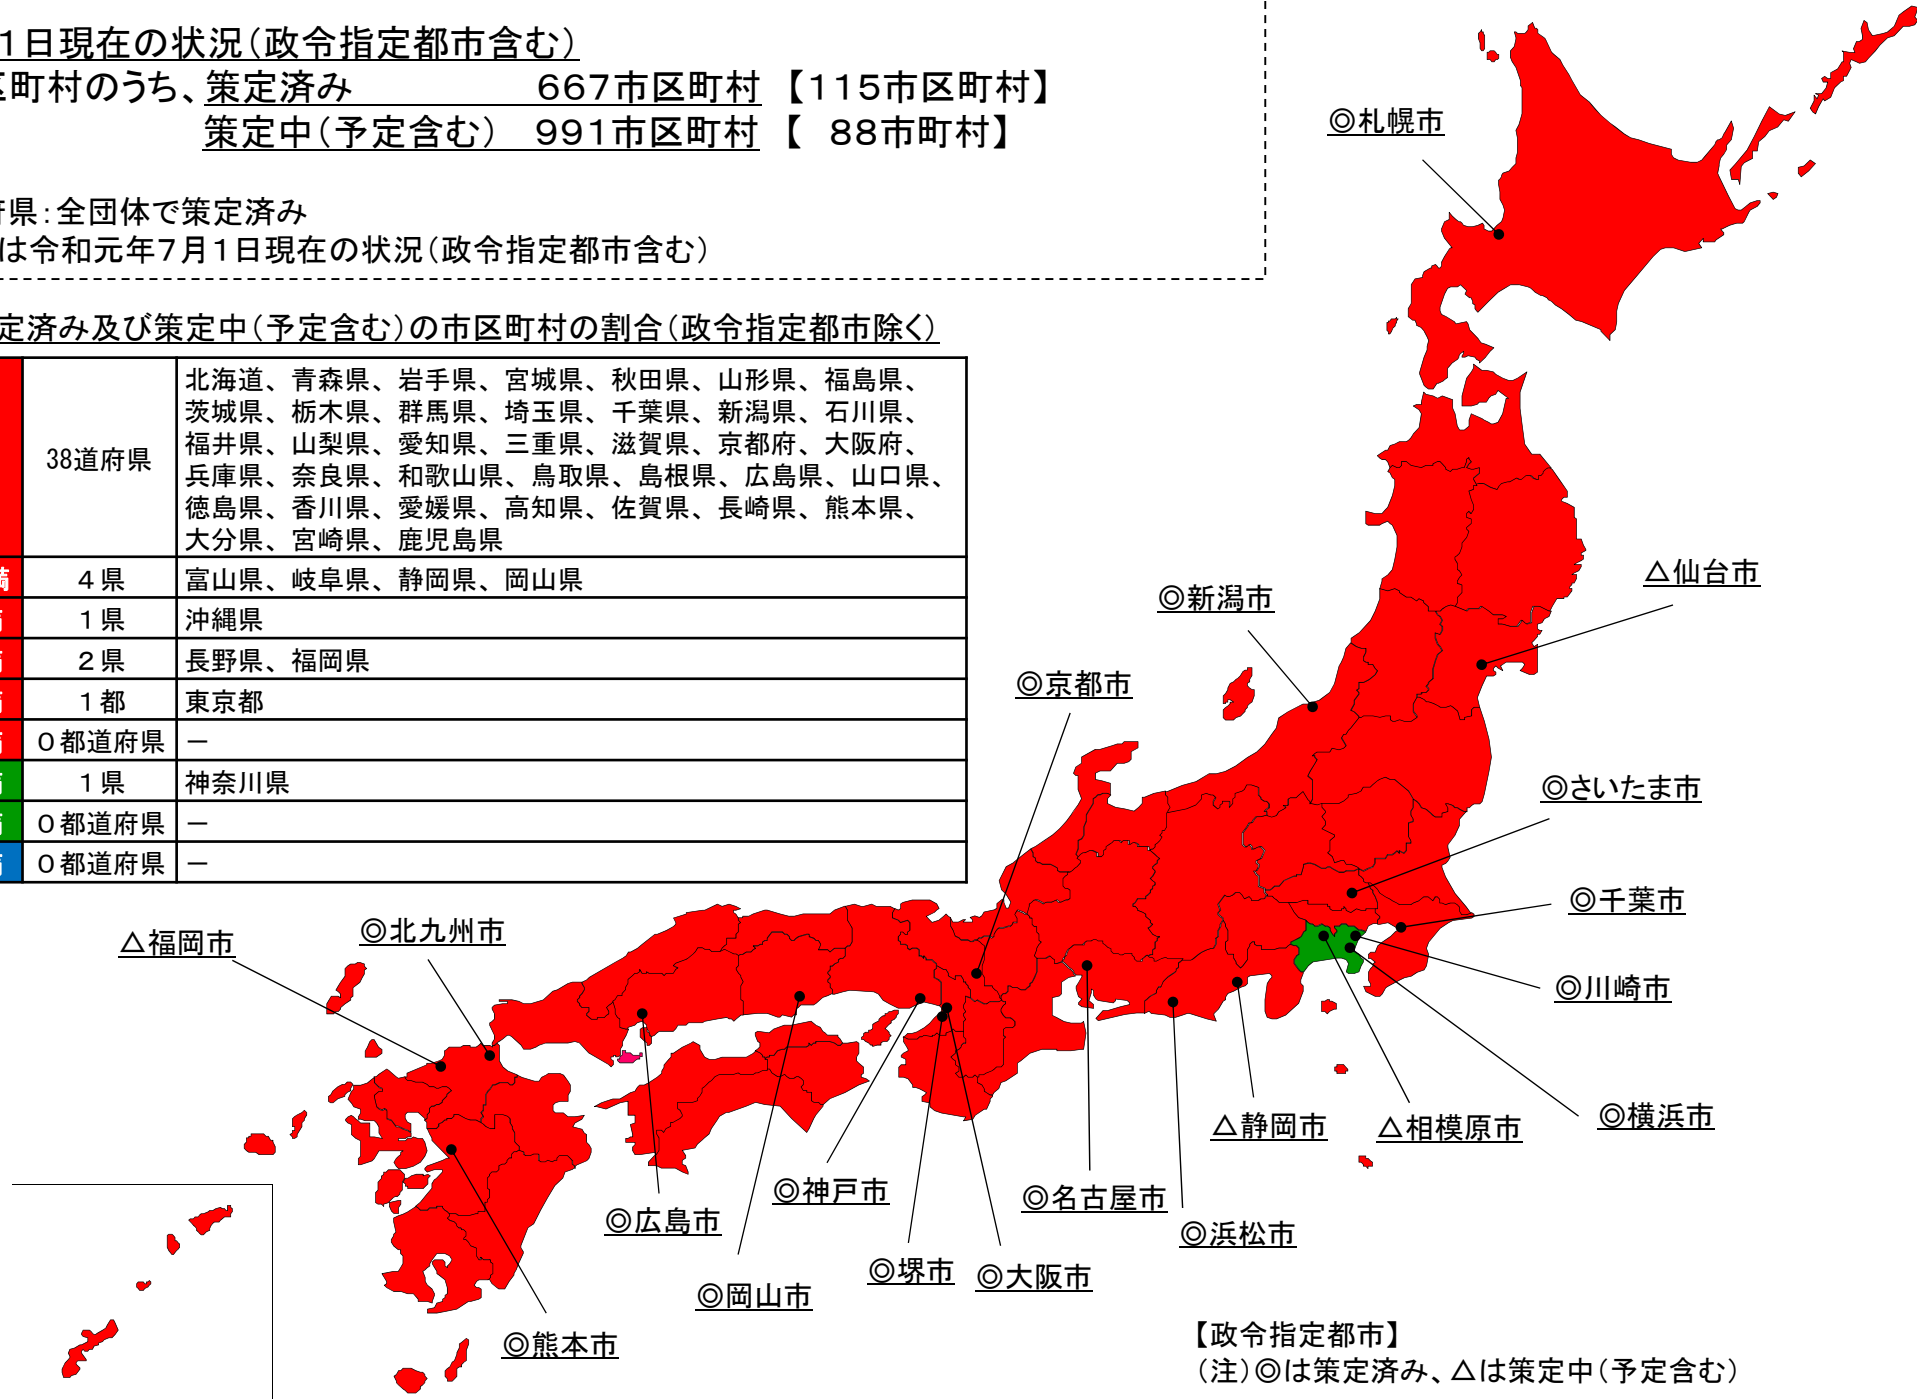 1日現在の状況(政令指定都市含む)
区町村のうち、策定済み 667市区町村 【115市区町村】
策定中(予定含む) 991市区町村 【 88市町村】
府県:全団体で策定済み
は令和元年7月1日現在の状況(政令指定都市含む)
定済み及び策定中(予定含む)の市区町村の割合(政令指定都市除く)
38道府県
北海道、青森県、岩手県、宮城県、秋田県、山形県、福島県、
茨城県、栃木県、群馬県、埼玉県、千葉県、新潟県、石川県、
福井県、山梨県、愛知県、三重県、滋賀県、京都府、大阪府、
兵庫県、奈良県、和歌山県、鳥取県、島根県、広島県、山口県、
徳島県、香川県、愛媛県、高知県、佐賀県、長崎県、熊本県、
大分県、宮崎県、鹿児島県
4県 富山県、岐阜県、静岡県、岡山県
1県 沖縄県
2県 長野県、福岡県
1都 東京都
0都道府県 ―
1県 神奈川県
0都道府県 ―
0都道府県 ―
◎札幌市
△仙台市
◎新潟市
◎京都市
◎さいたま市
◎千葉市
△福岡市
◎北九州市
◎川崎市
◎横浜市
△静岡市
△相模原市
◎神戸市
◎名古屋市
◎広島市
◎浜松市
◎堺市
◎大阪市
◎岡山市
◎熊本市
【政令指定都市】
(注)◎は策定済み、△は策定中(予定含む)